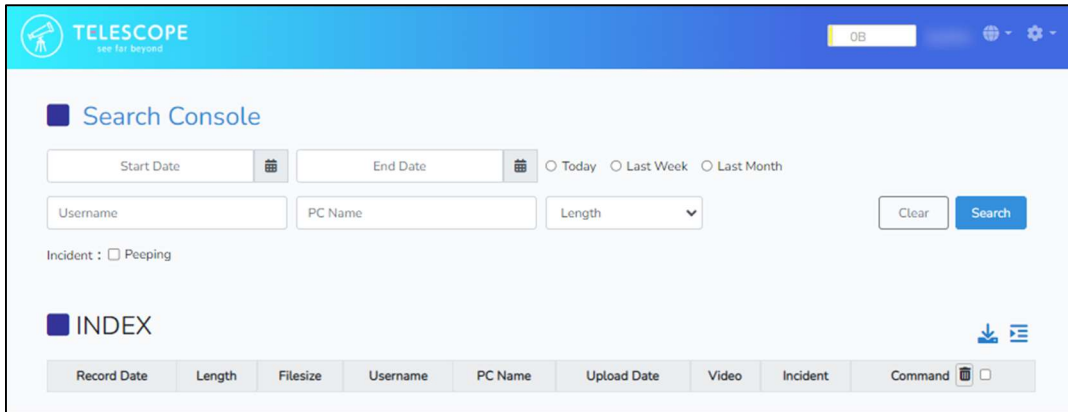 TELESCOPE
see far beyond
0B
Search Console
Start Date End Date Today Last Week Last Month
Username PC Name Length Clear Search
Incident : Peeping
INDEX
Record Date Length Filesize Username PC Name Upload Date Video Incident Command